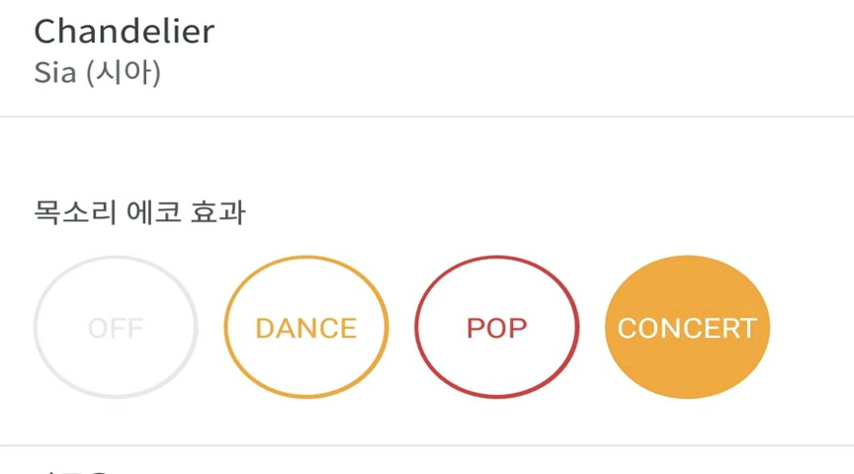 Chandelier
Sia (시아)
목소리 에코 효과
OFF
DANCE
POP
CONCERT